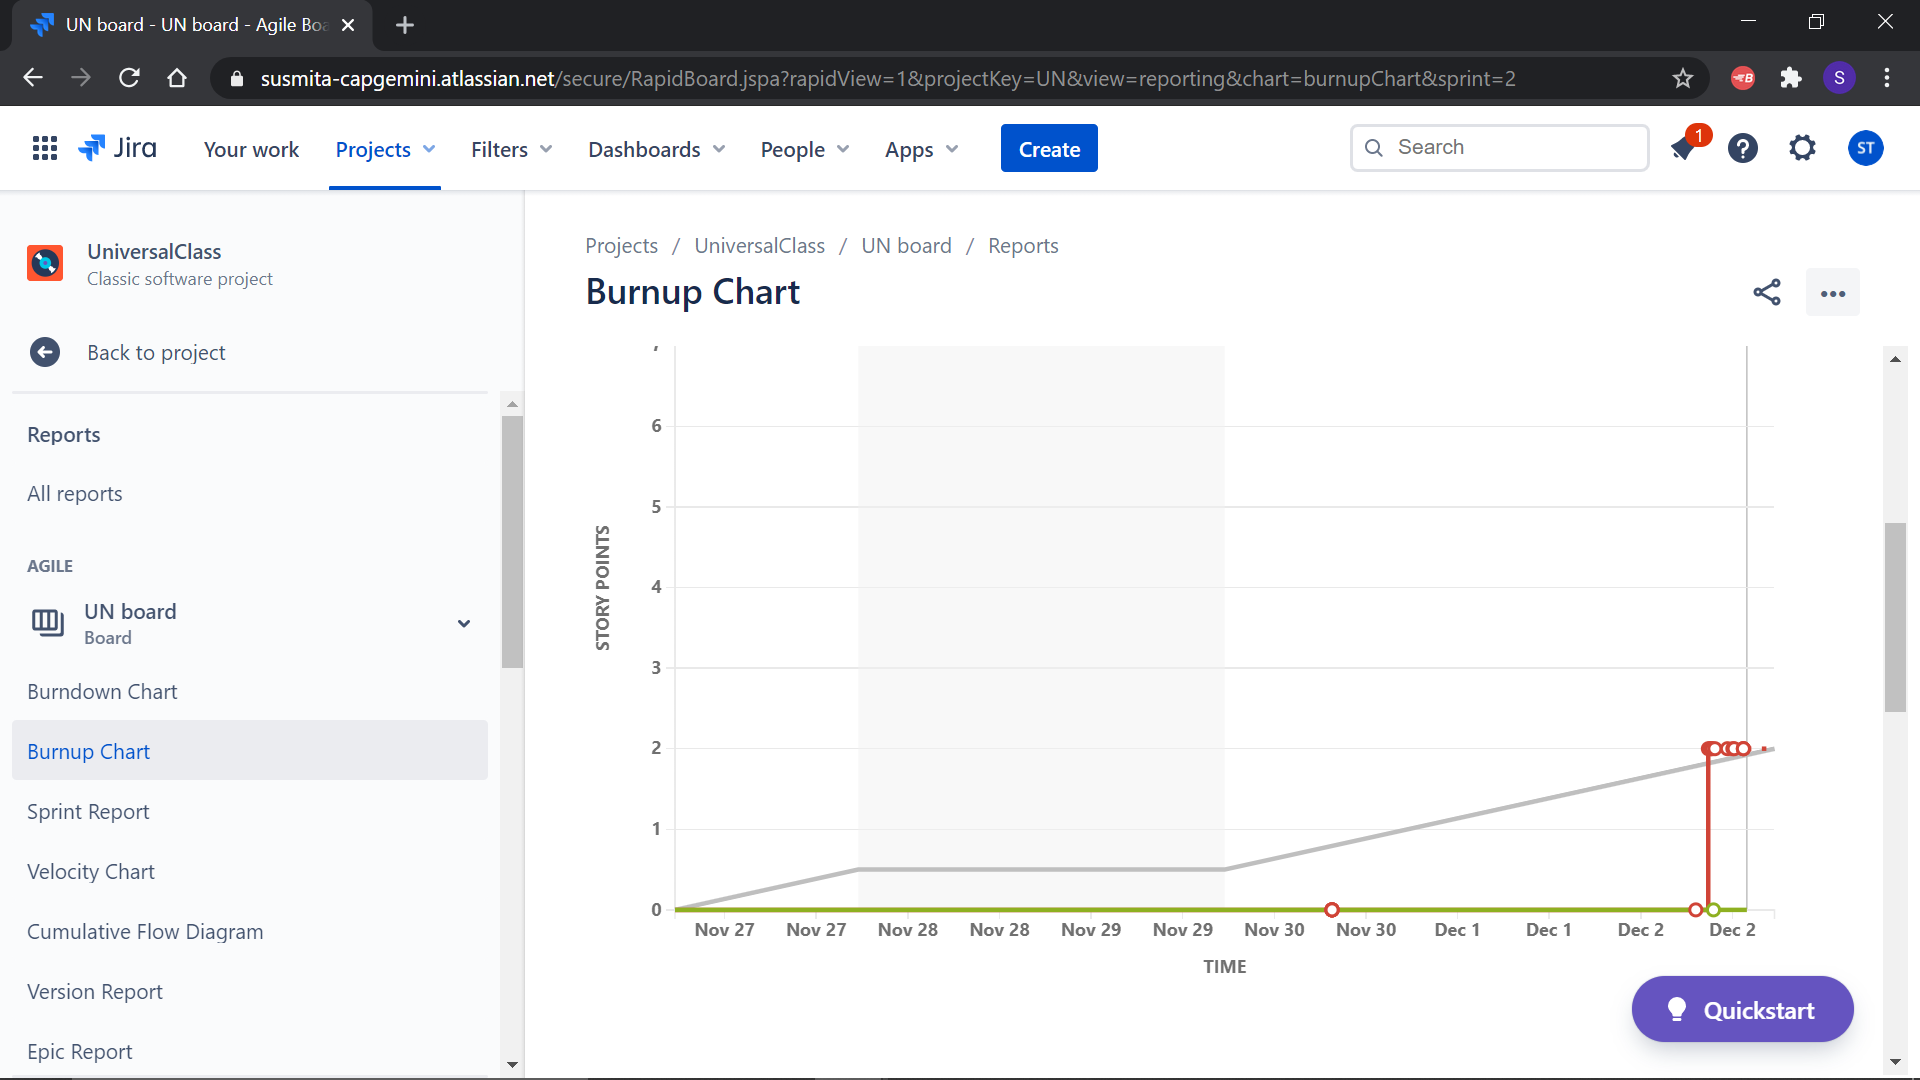 UN board - UN board - Agile Boa
susmita-capgemini.atlassian.net/secure/RapidBoard.jspa?rapidView=1&projectKey=UN&view=reporting&chart=burnupChart&sprint=2
B
S
Jira
Your work
Projects
Filters
Dashboards
People
Apps
Create
Search
1
?
ST
UniversalClass
Classic software project
Back to project
Reports
All reports
AGILE
UN board
Board
Burndown Chart
Burnup Chart
Sprint Report
Velocity Chart
Cumulative Flow Diagram
Version Report
Epic Report
Projects / UniversalClass / UN board / Reports
Burnup Chart
STORY POINTS
7
6
5
4
3
2
1
0
Nov 27 Nov 27 Nov 28 Nov 28 Nov 29 Nov 29 Nov 30 Nov 30 Dec 1 Dec 1 Dec 2 Dec 2
TIME
Quickstart